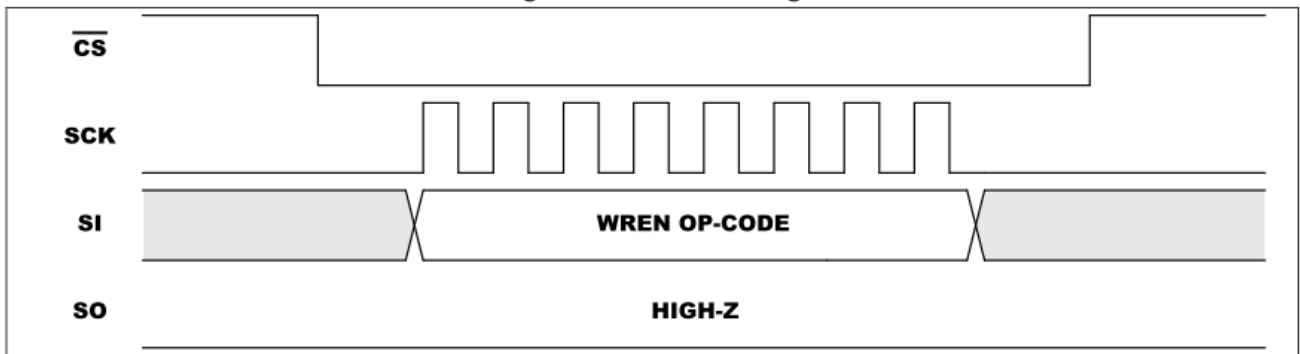 CS
SCK
SI
WREN OP-CODE
SO
HIGH-Z